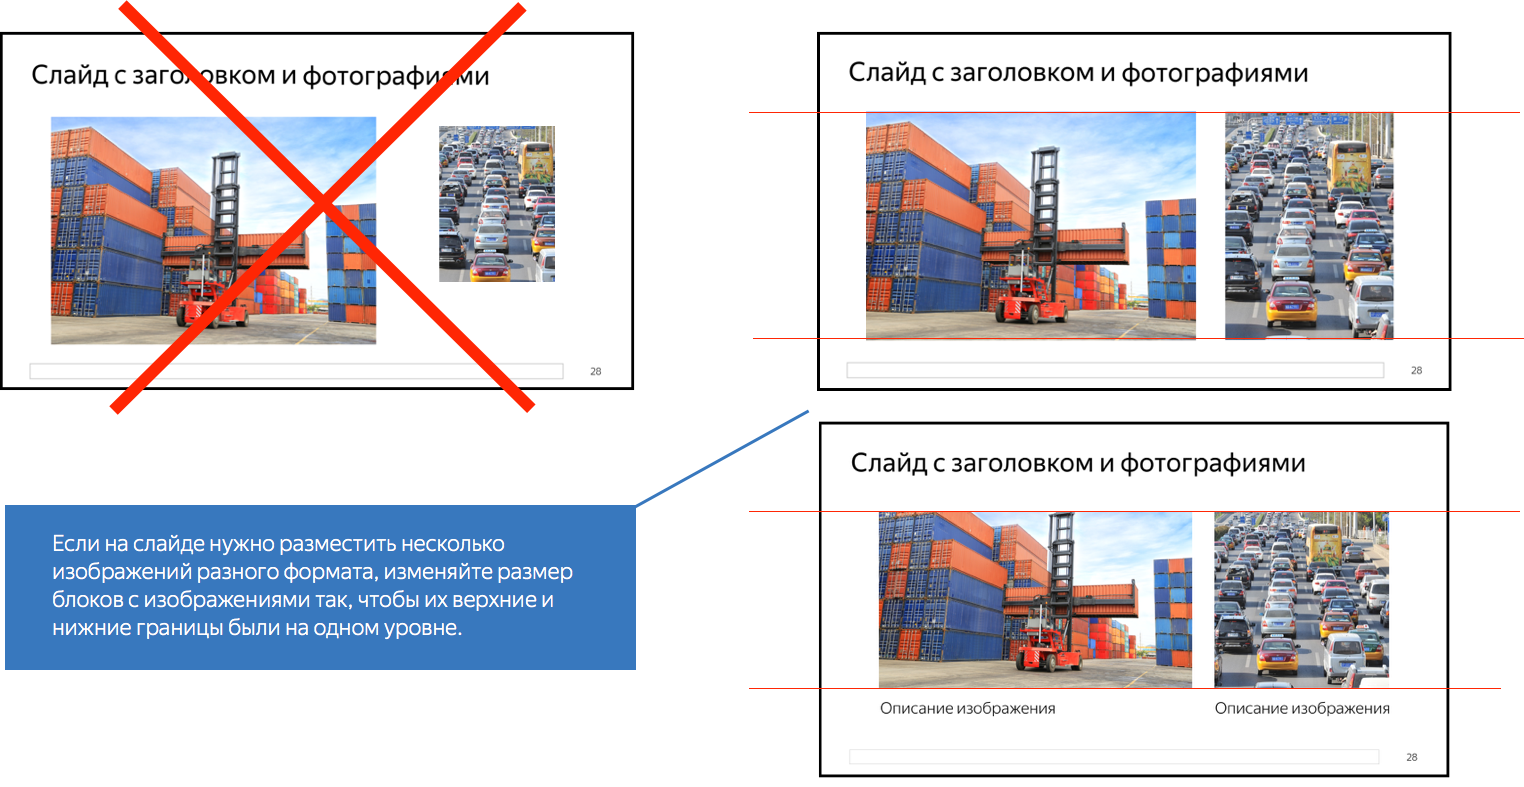 Слайд с заголовком и фотографиями
28
Слайд с заголовком и фотографиями
28
Если на слайде нужно разместить несколько
изображений разного формата, изменяйте размер
блоков с изображениями так, чтобы их верхние и
нижние границы были на одном уровне.
Слайд с заголовком и фотографиями
Описание изображения
Описание изображения
28